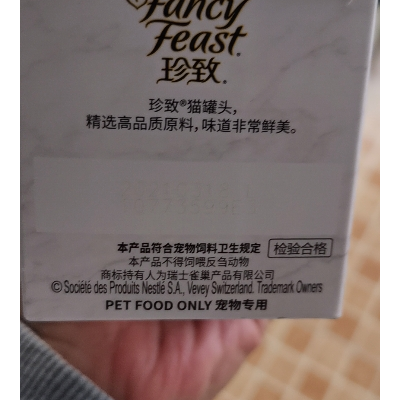 Fancy
Feast.
珍致®
珍致®猫罐头，
精选高品质原料，味道非常鲜美。
本产品符合宠物饲料卫生规定 检验合格
本产品不得饲喂反刍动物
商标持有人为瑞士雀巢产品有限公司
© Société des Produits Nestlé S.A., Vevey Switzerland. Trademark Owners
PET FOOD ONLY 宠物专用